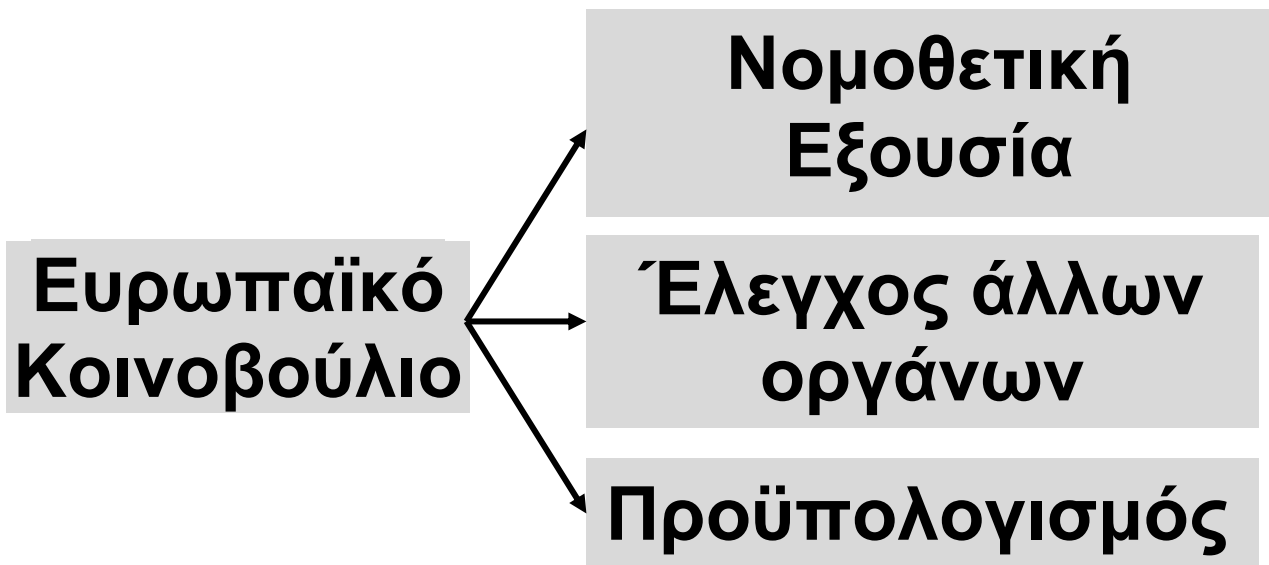 Ευρωπαϊκό
Κοινοβούλιο
Νομοθετική
Εξουσία
Έλεγχος άλλων
οργάνων
Προϋπολογισμός